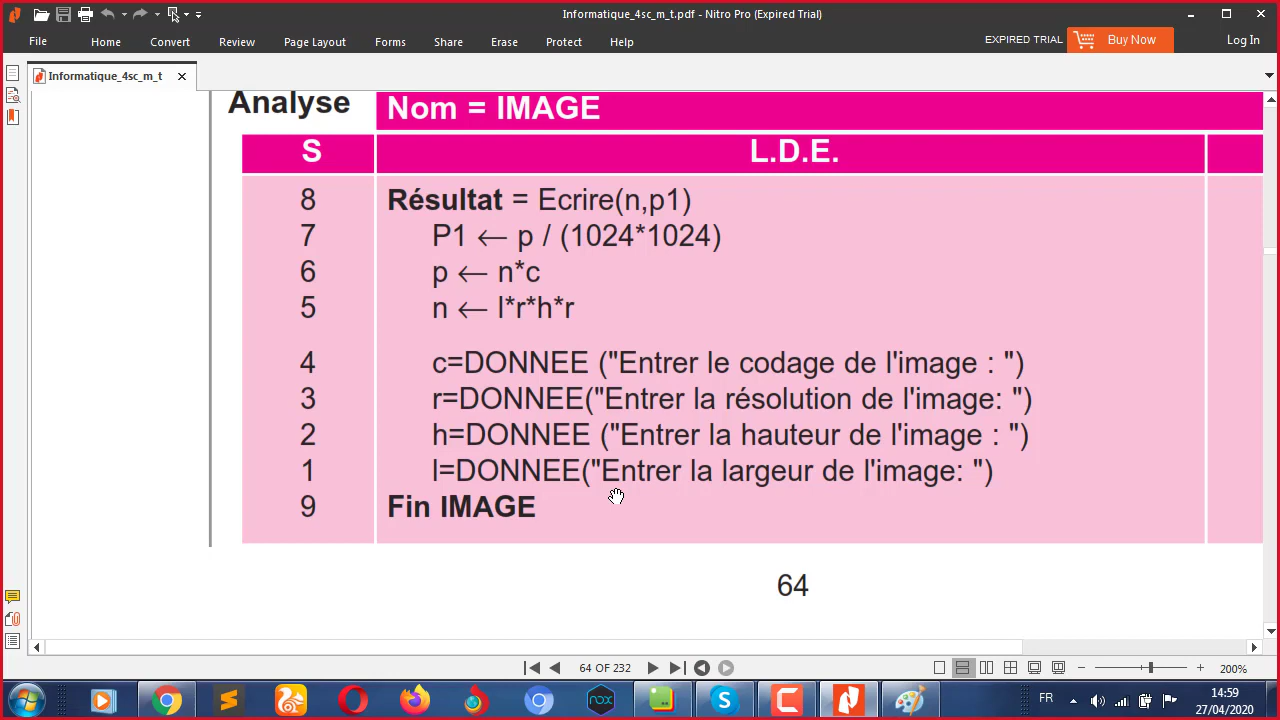 Informatique_4sc_m_t.pdf - Nitro Pro (Expired Trial)
File Home Convert Review Page Layout Forms Share Erase Protect Help EXPIRED TRIAL Buy Now Log In
Informatique_4sc_m_t
Analyse Nom = IMAGE
S L.D.E.
8 Résultat = Ecrire(n,p1)
7 P1 ← p / (1024*1024)
6 p ← n*c
5 n ← l*r*h*r
4 c=DONNEE ("Entrer le codage de l'image : ")
3 r=DONNEE("Entrer la résolution de l'image: ")
2 h=DONNEE ("Entrer la hauteur de l'image : ")
1 l=DONNEE("Entrer la largeur de l'image: ")
9 Fin IMAGE
64
64 OF 232 200%
nox FR 14:59
27/04/2020